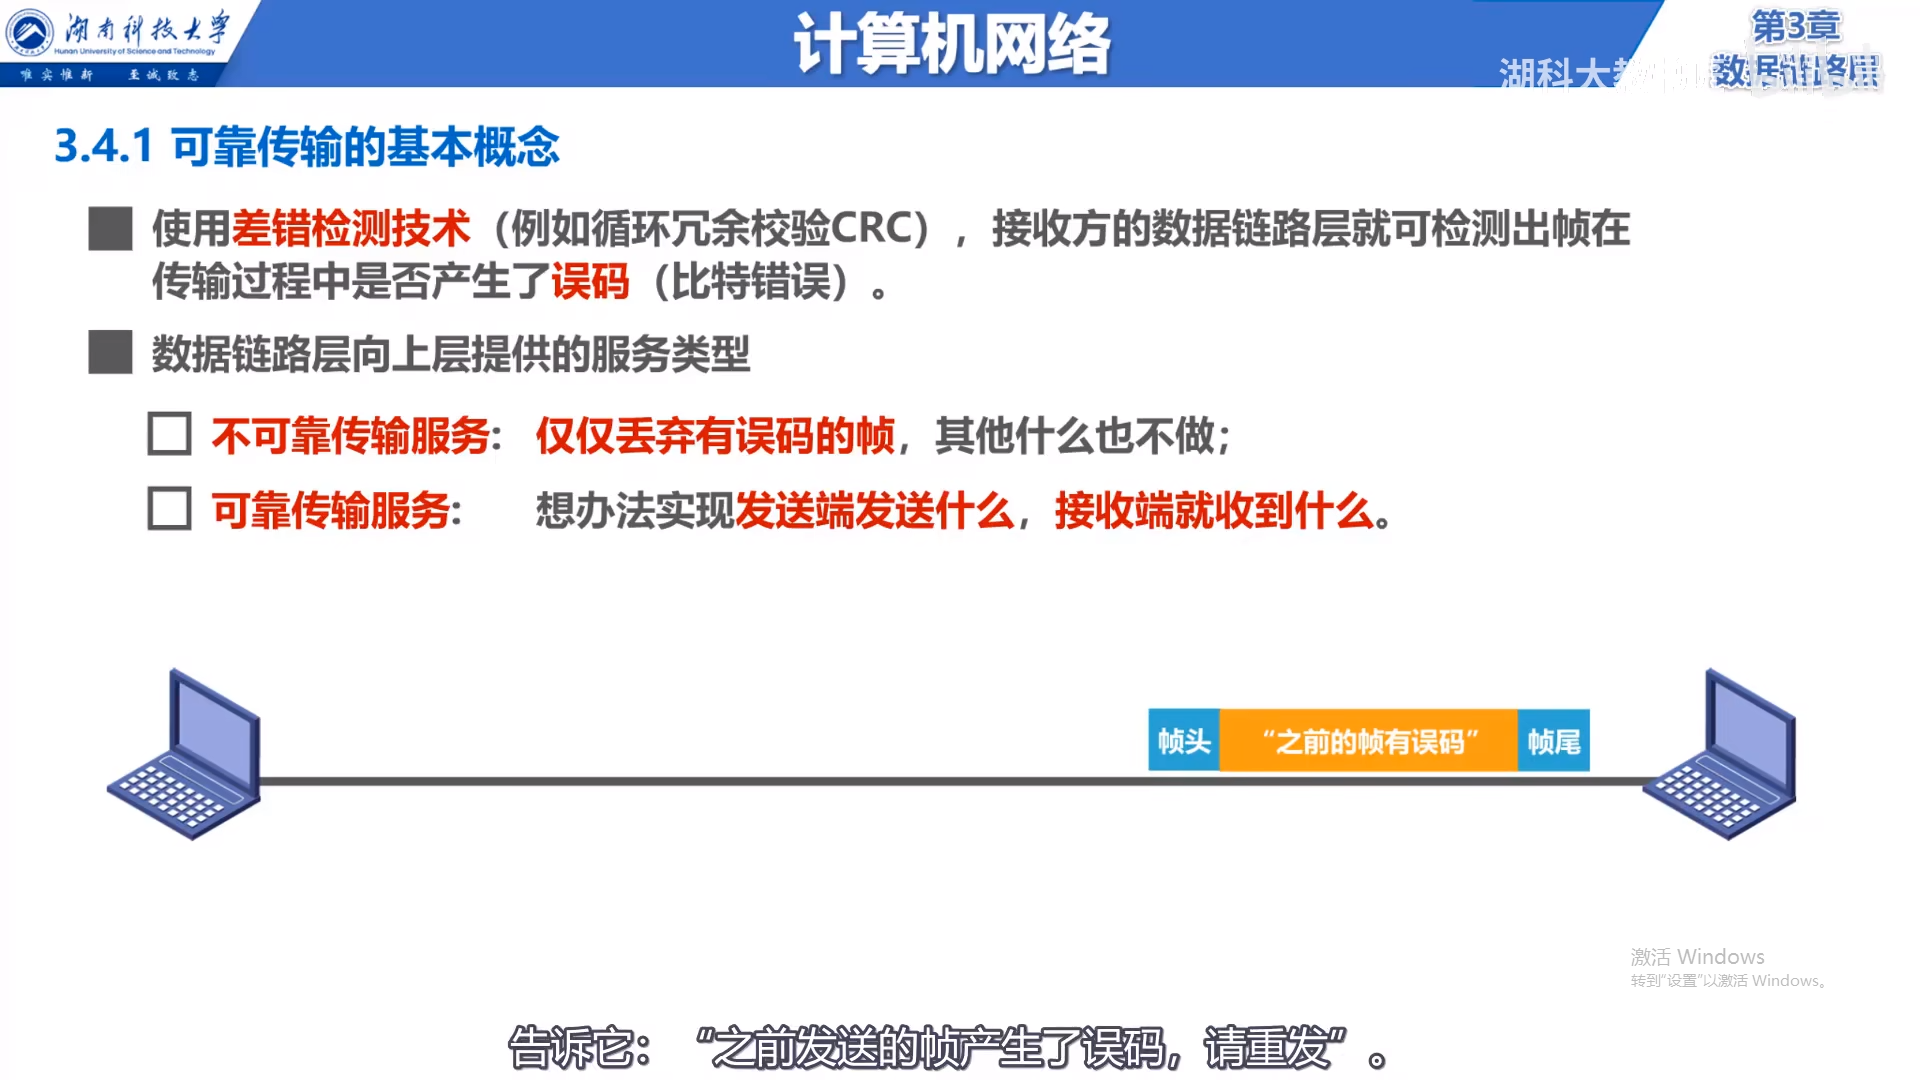 湖南科技大学
Hunan University of Science and Technology
唯实惟新 至诚致志
计算机网络
第3章
数据链路层
湖科大教
3.4.1 可靠传输的基本概念
使用差错检测技术（例如循环冗余校验CRC），接收方的数据链路层就可检测出帧在
传输过程中是否产生了误码（比特错误）。
数据链路层向上层提供的服务类型
不可靠传输服务： 仅仅丢弃有误码的帧，其他什么也不做；
可靠传输服务： 想办法实现发送端发送什么，接收端就收到什么。
帧头 “之前的帧有误码” 帧尾
激活 Windows
转到“设置”以激活 Windows。
告诉它：“之前发送的帧产生了误码，请重发”。